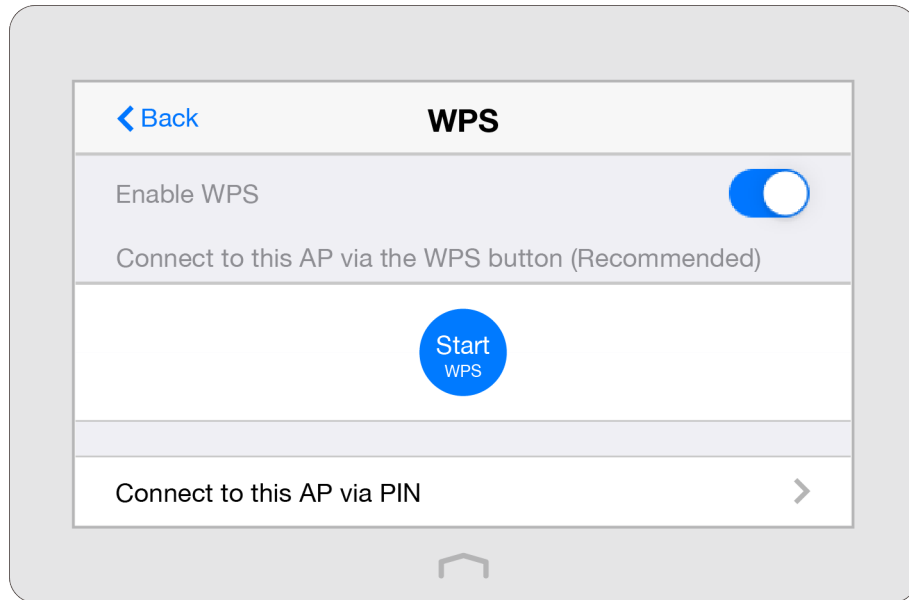 Back
WPS
Enable WPS
Connect to this AP via the WPS button (Recommended)
Start
WPS
Connect to this AP via PIN